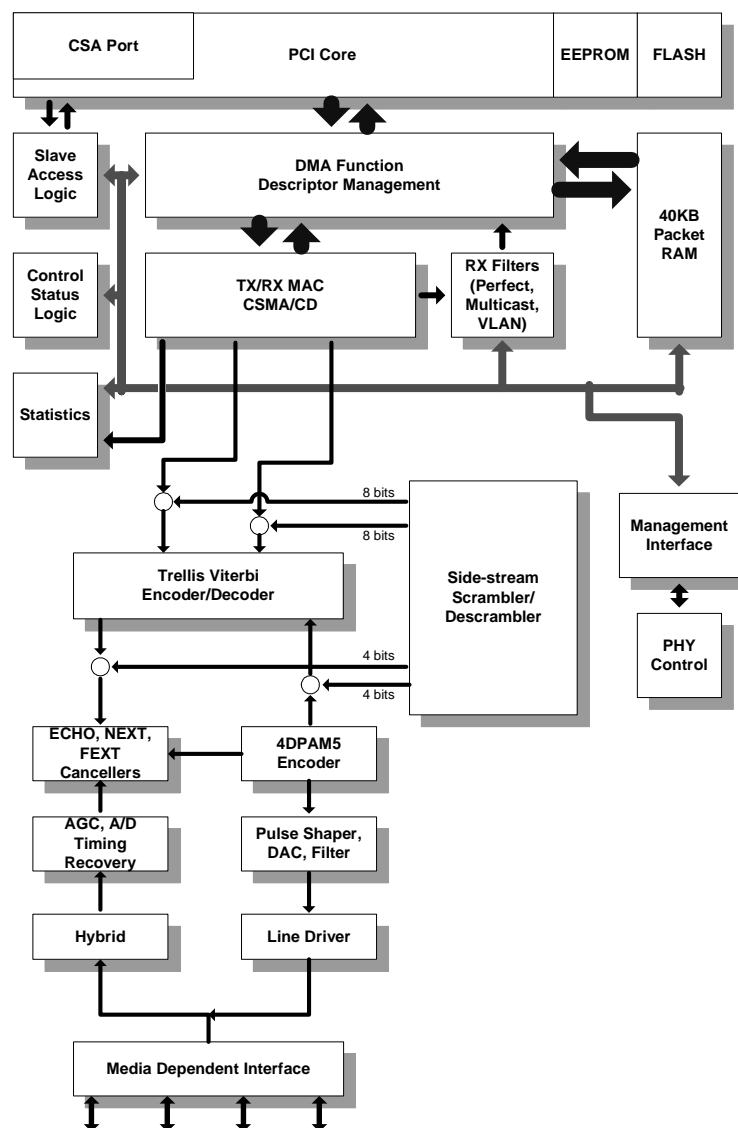 CSA Port
PCI Core
EEPROM
FLASH
Slave
Access
Logic
DMA Function
Descriptor Management
40KB
Packet
RAM
Control
Status
Logic
TX/RX MAC
CSMA/CD
RX Filters
(Perfect,
Multicast,
VLAN)
Statistics
8 bits
8 bits
Management
Interface
Trellis Viterbi
Encoder/Decoder
Side-stream
Scrambler/
Descrambler
4 bits
4 bits
PHY
Control
ECHO, NEXT,
FEXT
Cancellers
4DPAM5
Encoder
AGC, A/D
Timing
Recovery
Pulse Shaper,
DAC, Filter
Hybrid
Line Driver
Media Dependent Interface